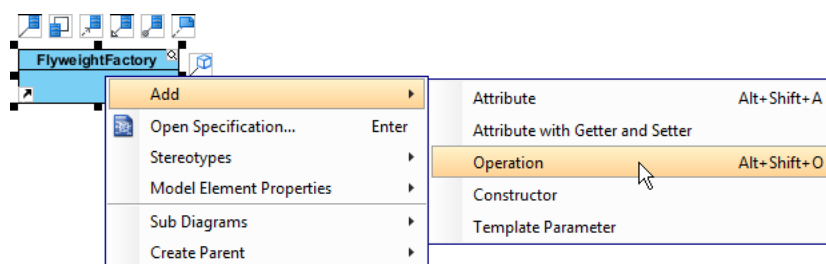 FlyweightFactory
Add
Open Specification... Enter
Stereotypes
Model Element Properties
Sub Diagrams
Create Parent
Attribute Alt+Shift+A
Attribute with Getter and Setter
Operation Alt+Shift+O
Constructor
Template Parameter